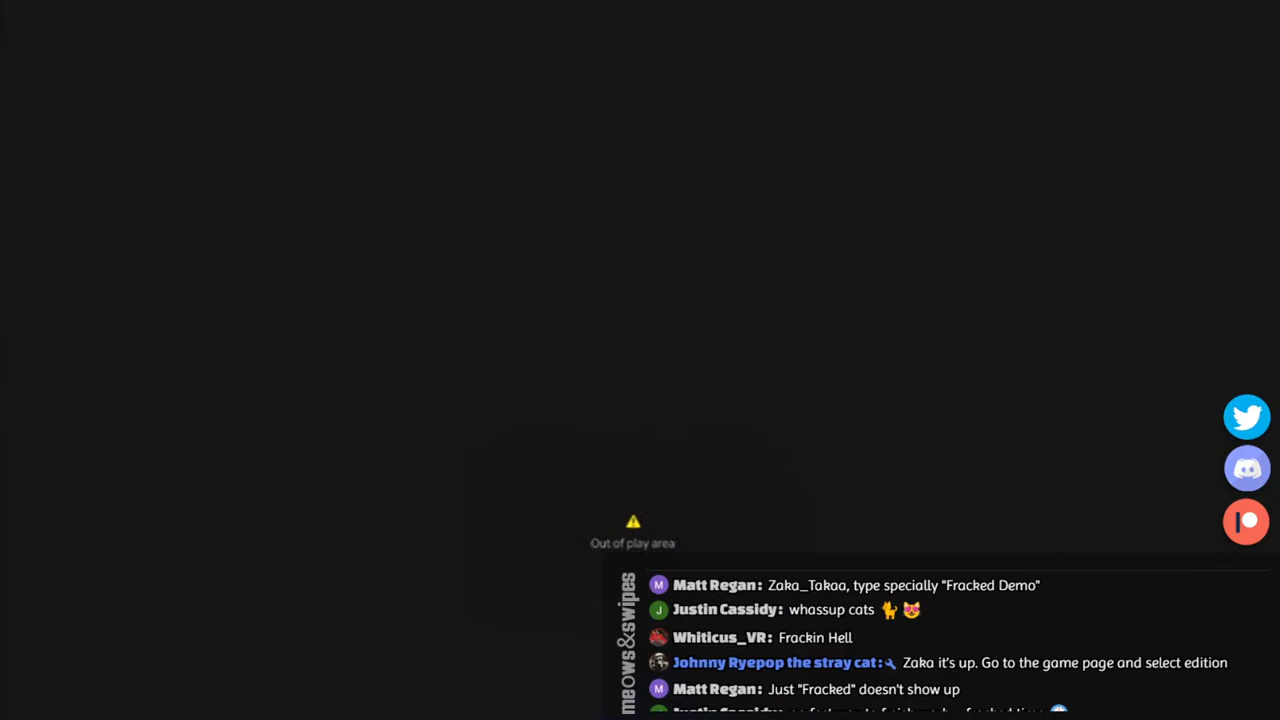 Out of play area
meows&swipes
Matt Regan: Zaka_Takaa, type specially "Fracked Demo"
Justin Cassidy: whassup cats 🐈 😻
Whiticus_VR: Frackin Hell
Johnny Ryepop the stray cat: Zaka it's up. Go to the game page and select edition
Matt Regan: Just "Fracked" doesn't show up
Justin Cassidy: